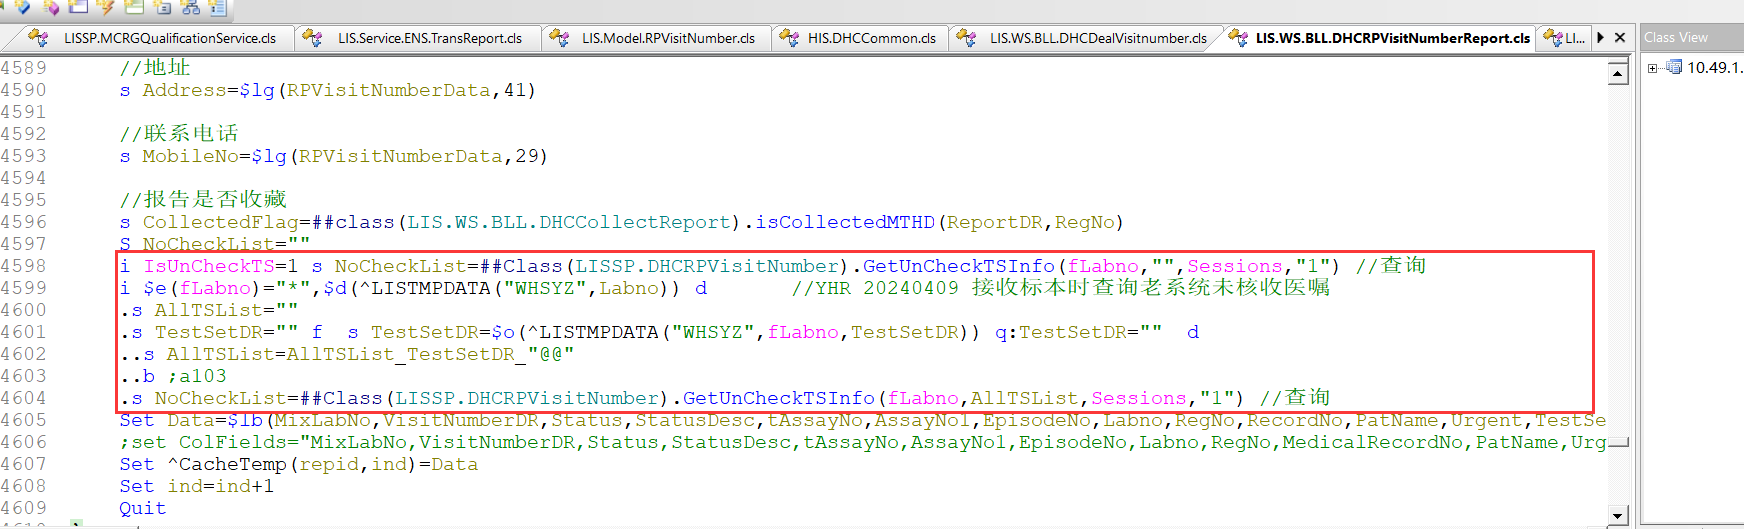 LISSP.MCRGQualificationService.cls LIS.Service.ENS.TransReport.cls LIS.Model.RPVisitNumber.cls HIS.DHCCommon.cls LIS.WS.BLL.DHCDealVisitnumber.cls LIS.WS.BLL.DHCRPVisitNumberReport.cls LI... Class View
10.49.1.
4589 //地址
4590 s Address=$lg(RPVisitNumberData,41)
4591
4592 //联系电话
4593 s MobileNo=$lg(RPVisitNumberData,29)
4594
4595 //报告是否收藏
4596 s CollectedFlag=##class(LIS.WS.BLL.DHCCollectReport).isCollectedMTHD(ReportDR,RegNo)
4597 S NoCheckList=""
4598 i IsUnCheckTS=1 s NoCheckList=##Class(LISSP.DHCRPVisitNumber).GetUnCheckTSInfo(fLabno,"",Sessions,"1") //查询
4599 i $e(fLabno)="*",$d(^LISTMPDATA("WHSYZ",Labno)) d //YHR 20240409 接收标本时查询老系统未核收医嘱
4600 .s AllTSList=""
4601 .s TestSetDR="" f  s TestSetDR=$o(^LISTMPDATA("WHSYZ",fLabno,TestSetDR)) q:TestSetDR=""  d
4602 ..s AllTSList=AllTSList_TestSetDR_"@@"
4603 ..b ;a103
4604 .s NoCheckList=##Class(LISSP.DHCRPVisitNumber).GetUnCheckTSInfo(fLabno,AllTSList,Sessions,"1") //查询
4605 Set Data=$lb(MixLabNo,VisitNumberDR,Status,StatusDesc,tAssayNo,AssayNo1,EpisodeNo,Labno,RegNo,RecordNo,PatName,Urgent,TestSe
4606 ;set ColFields="MixLabNo,VisitNumberDR,Status,StatusDesc,tAssayNo,AssayNo1,EpisodeNo,Labno,RegNo,MedicalRecordNo,PatName,Urg
4607 Set ^CacheTemp(repid,ind)=Data
4608 Set ind=ind+1
4609 Quit